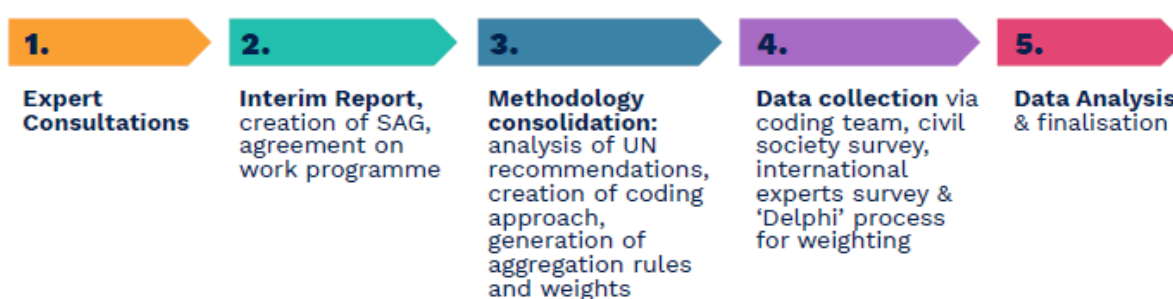 1.
Expert
Consultations
2.
Interim Report,
creation of SAG,
agreement on
work programme
3.
Methodology
consolidation:
analysis of UN
recommendations,
creation of coding
approach,
generation of
aggregation rules
and weights
4.
Data collection via
coding team, civil
society survey,
international
experts survey &
‘Delphi’ process
for weighting
5.
Data Analysis
& finalisation